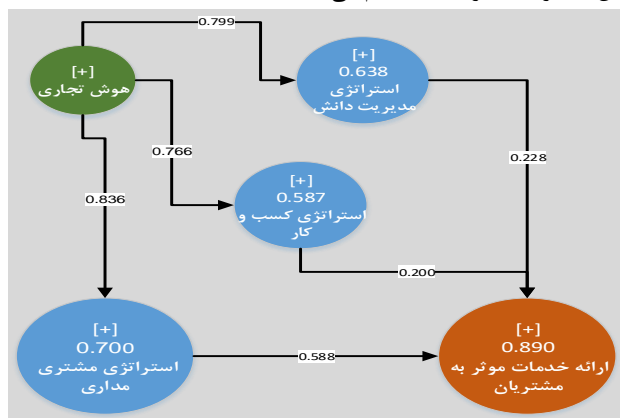 0.799
[+]
هوش تجاری
[+]
0.638
استراتژی
مدیریت دانش
0.766
0.228
0.836
[+]
0.587
استراتژی کسب و
کار
0.200
[+]
0.700
استراتژی مشتری
مداری
0.588
[+]
0.890
ارائه خدمات موثر به
مشتریان